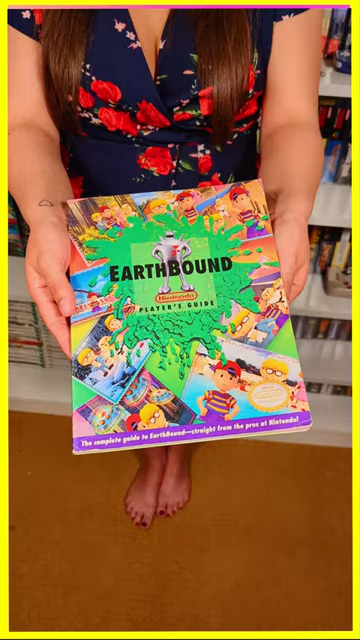 EARTHBOUND
Nintendo
PLAYER'S GUIDE
The complete guide to EarthBound—straight from the pros at Nintendo!